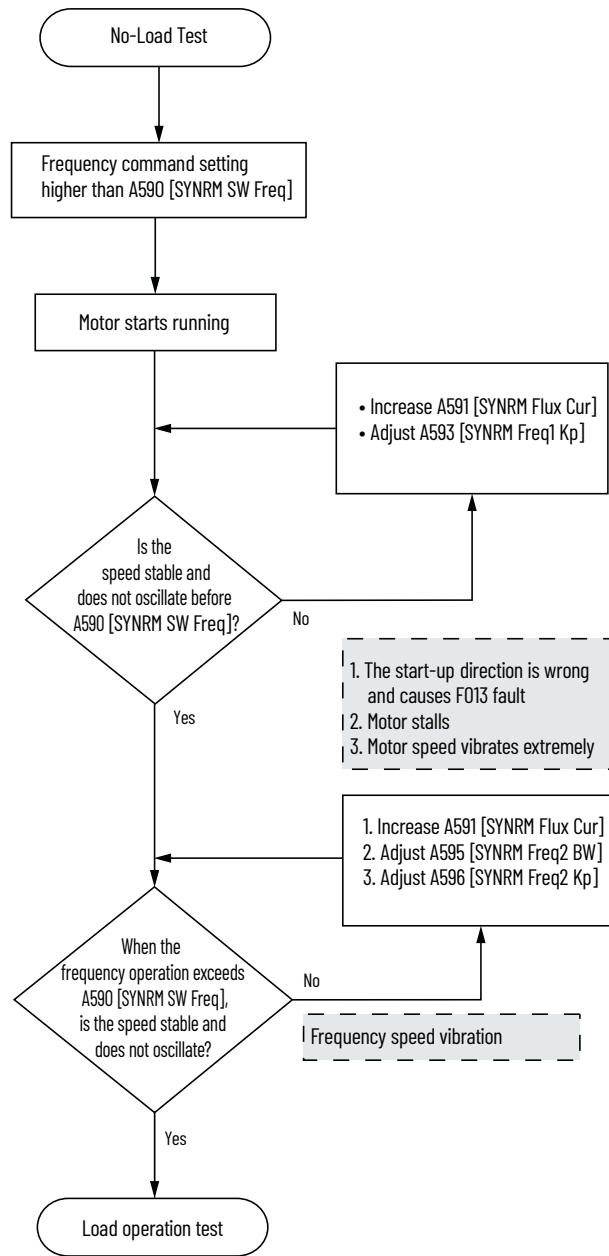 No-Load Test
Frequency command setting
higher than A590 [SYNRM SW Freq]
Motor starts running
• Increase A591 [SYNRM Flux Cur]
• Adjust A593 [SYNRM Freq1 Kp]
Is the
speed stable and
does not oscillate before
A590 [SYNRM SW Freq]?
No
Yes
1. The start-up direction is wrong
and causes F013 fault
2. Motor stalls
3. Motor speed vibrates extremely
1. Increase A591 [SYNRM Flux Cur]
2. Adjust A595 [SYNRM Freq2 BW]
3. Adjust A596 [SYNRM Freq2 Kp]
When the
frequency operation exceeds
A590 [SYNRM SW Freq],
is the speed stable and
does not oscillate?
No
Frequency speed vibration
Yes
Load operation test